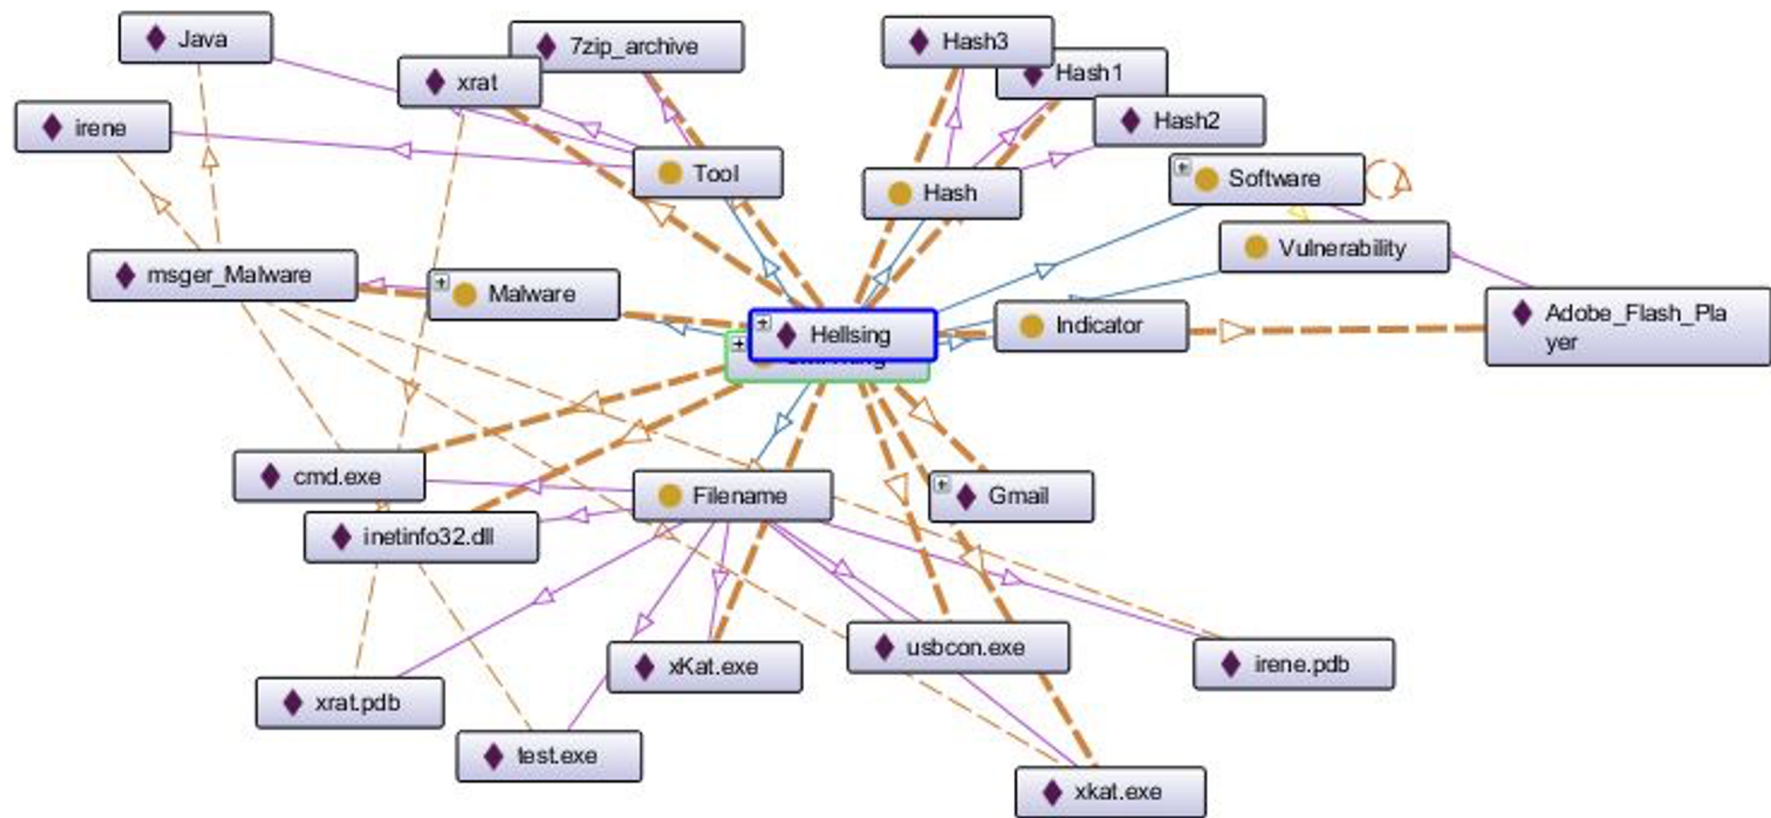 Java
7zip_archive
Hash3
xrat
Hash1
irene
Hash2
Tool
Software
Hash
Vulnerability
msger_Malware
Malware
Adobe_Flash_Pla
yer
Hellsing
Indicator
cmd.exe
Filename
Gmail
inetinfo32.dll
xKat.exe
usbcon.exe
irene.pdb
xrat.pdb
test.exe
xkat.exe